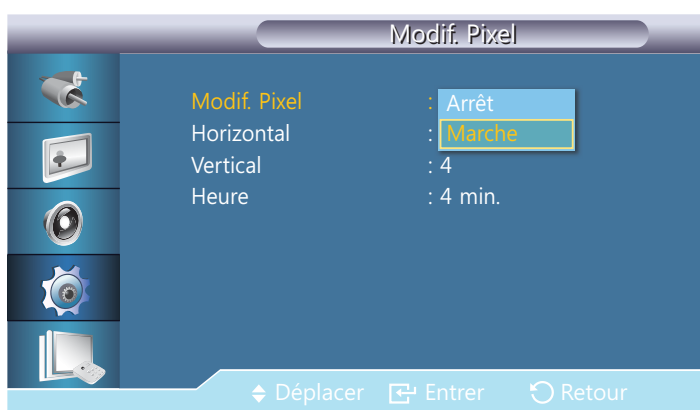 Modif. Pixel
Modif. Pixel : Arrêt
Horizontal : Marche
Vertical : 4
Heure : 4 min.
Déplacer Entrer Retour